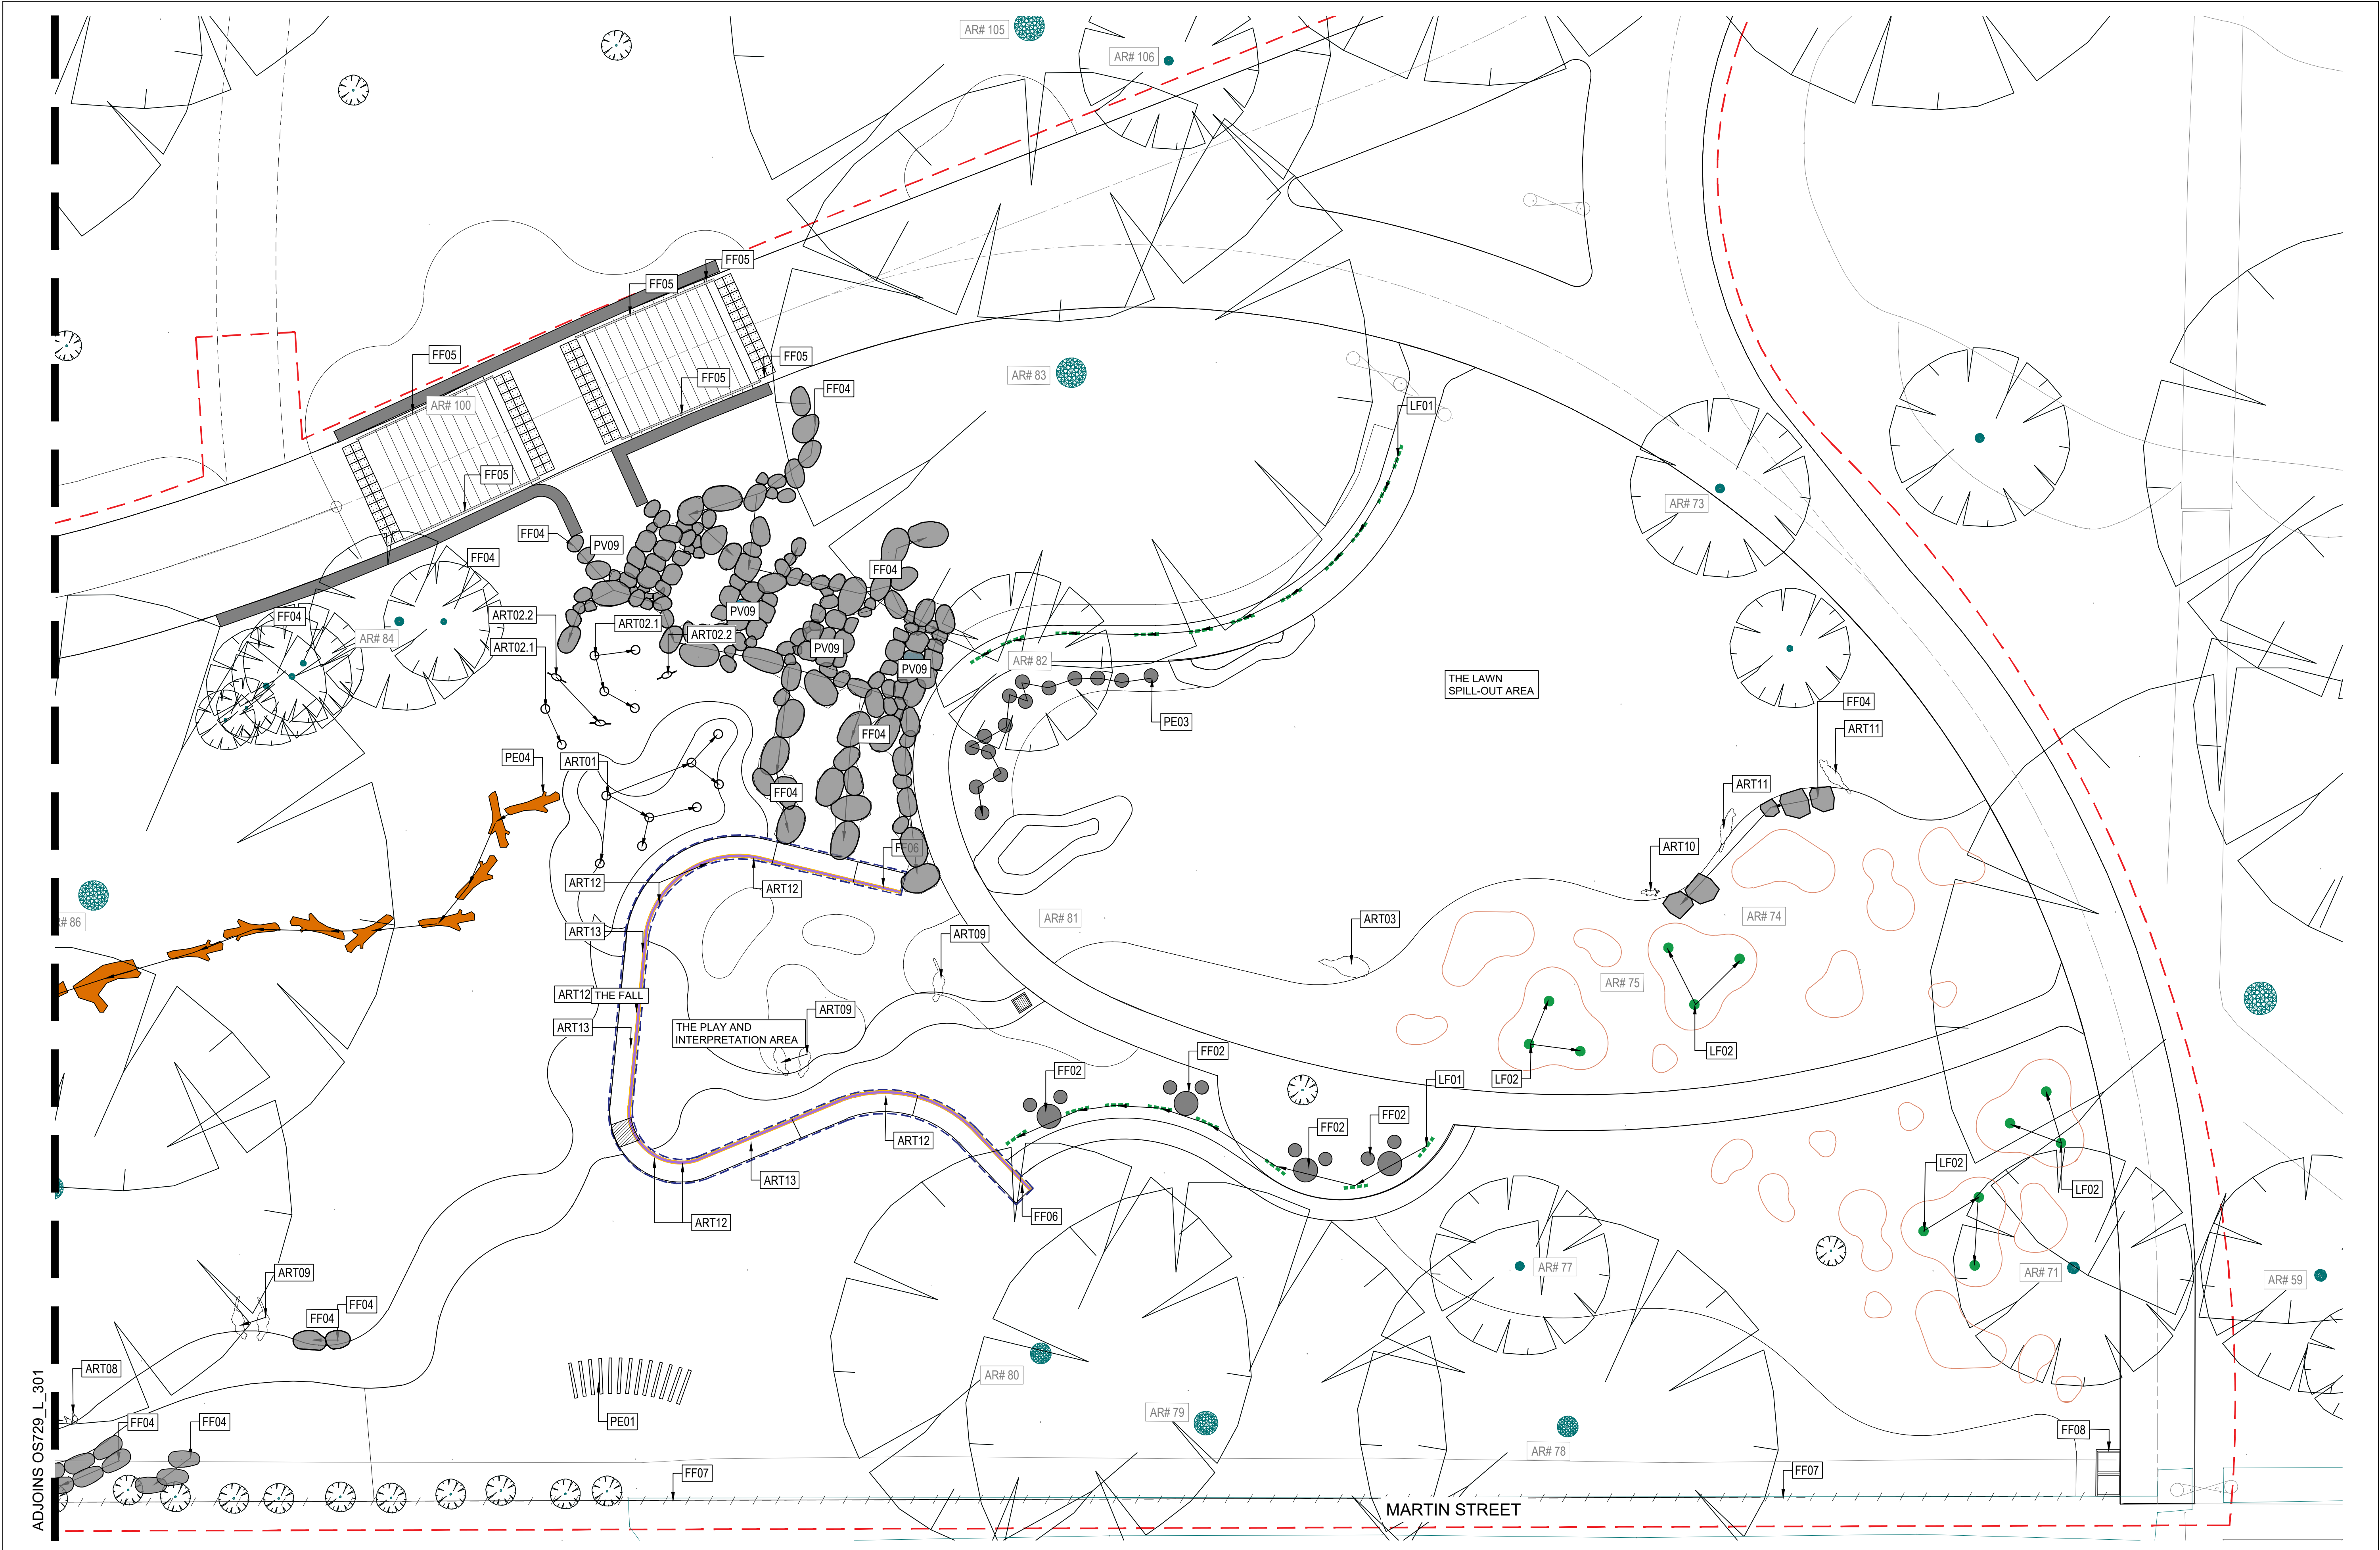 AR# 105
AR# 106
FF05
FF05
FF05
FF05
FF05
AR# 83
FF04
AR# 100
LF01
FF05
AR# 73
FF04
PV09
FF04
FF04
FF04
ART02.2
PV09
ART02.1
ART02.2
AR# 84
ART02.1
PV09
AR# 82
PV09
THE LAWN
SPILL-OUT AREA
FF04
PE03
FF04
ART11
PE04
ART01
ART11
FF04
FF06
ART10
ART12
ART12
AR# 74
AR# 81
ART03
R# 86
ART13
ART09
AR# 75
ART12
THE FALL
ART09
ART13
THE PLAY AND
INTERPRETATION AREA
FF02
LF02
FF02
LF01
LF02
FF02
FF02
ART12
LF02
ART13
LF02
FF06
ART12
AR# 77
ART09
AR# 71
AR# 59
FF04
FF04
ART08
AR# 80
AR# 79
FF04
FF04
PE01
FF08
AR# 78
FF07
FF07
MARTIN STREET
ADJOINS OS729_L_301